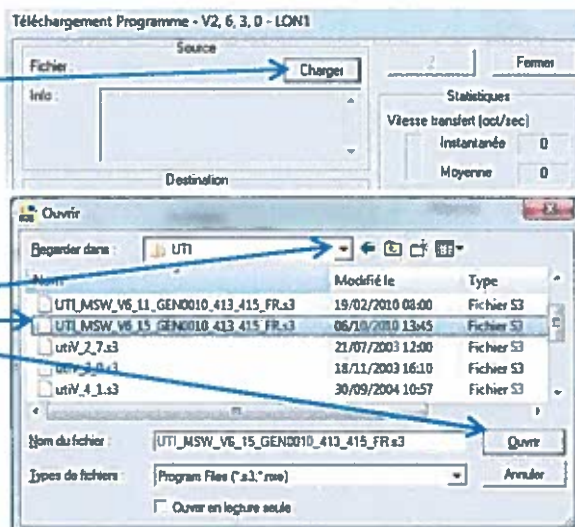 Téléchargement Programme - V2, 6, 3, 0 - LON1
Source
Fichier :
Charger
?
Fermer
Info :
Statistiques
Vitesse transfert (oct/sec)
Instantanée 0
Moyenne 0
Destination
Ouvrir
Regarder dans : UTI
Nom Modifié le Type
UTI_MSW_V6_11_GEN0010_413_415_FR.s3 19/02/2010 08:00 Fichier S3
UTI_MSW_V6_15_GEN0010_413_415_FR.s3 06/10/2010 13:45 Fichier S3
utiV_2_7.s3 21/07/2003 12:00 Fichier S3
utiV_3_0.s3 18/11/2003 16:10 Fichier S3
utiV_4_1.s3 30/09/2004 10:57 Fichier S3
Nom du fichier : UTI_MSW_V6_15_GEN0010_413_415_FR.s3 Ouvrir
Types de fichiers : Program Files (*.s3,*.nxe) Annuler
Ouvrir en lecture seule